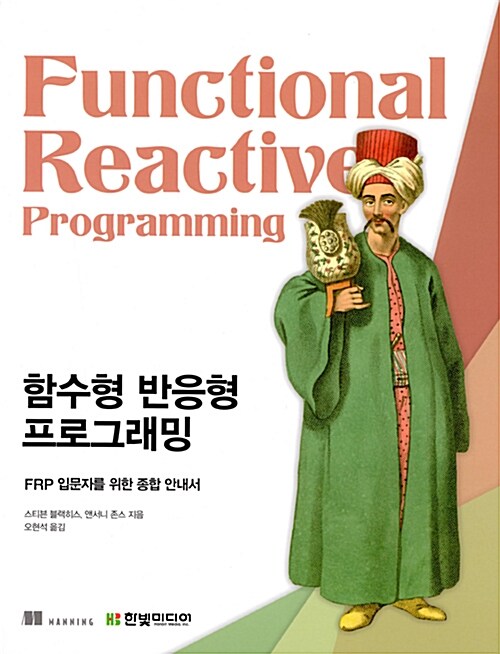 Functional
Reactive
Programming
함수형 반응형
프로그래밍
FRP 입문자를 위한 종합 안내서
스티븐 블랙히스, 앤서니 존스 지음
오현석 옮김
MANNING
HB 한빛미디어